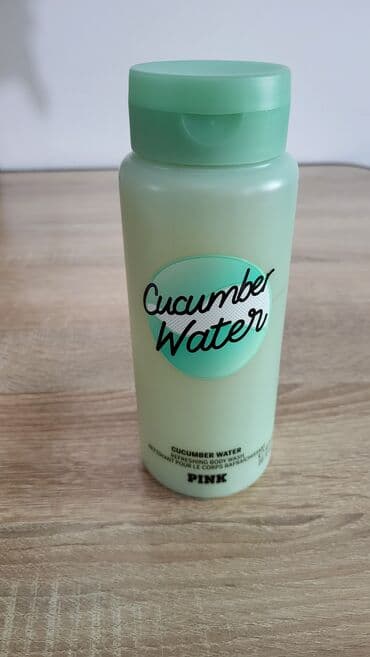 Cucumber
Water
CUCUMBER WATER
REFRESHING BODY WASH
NETTOYANT POUR LE CORPS RAFRAÎCHISSANT
PINK